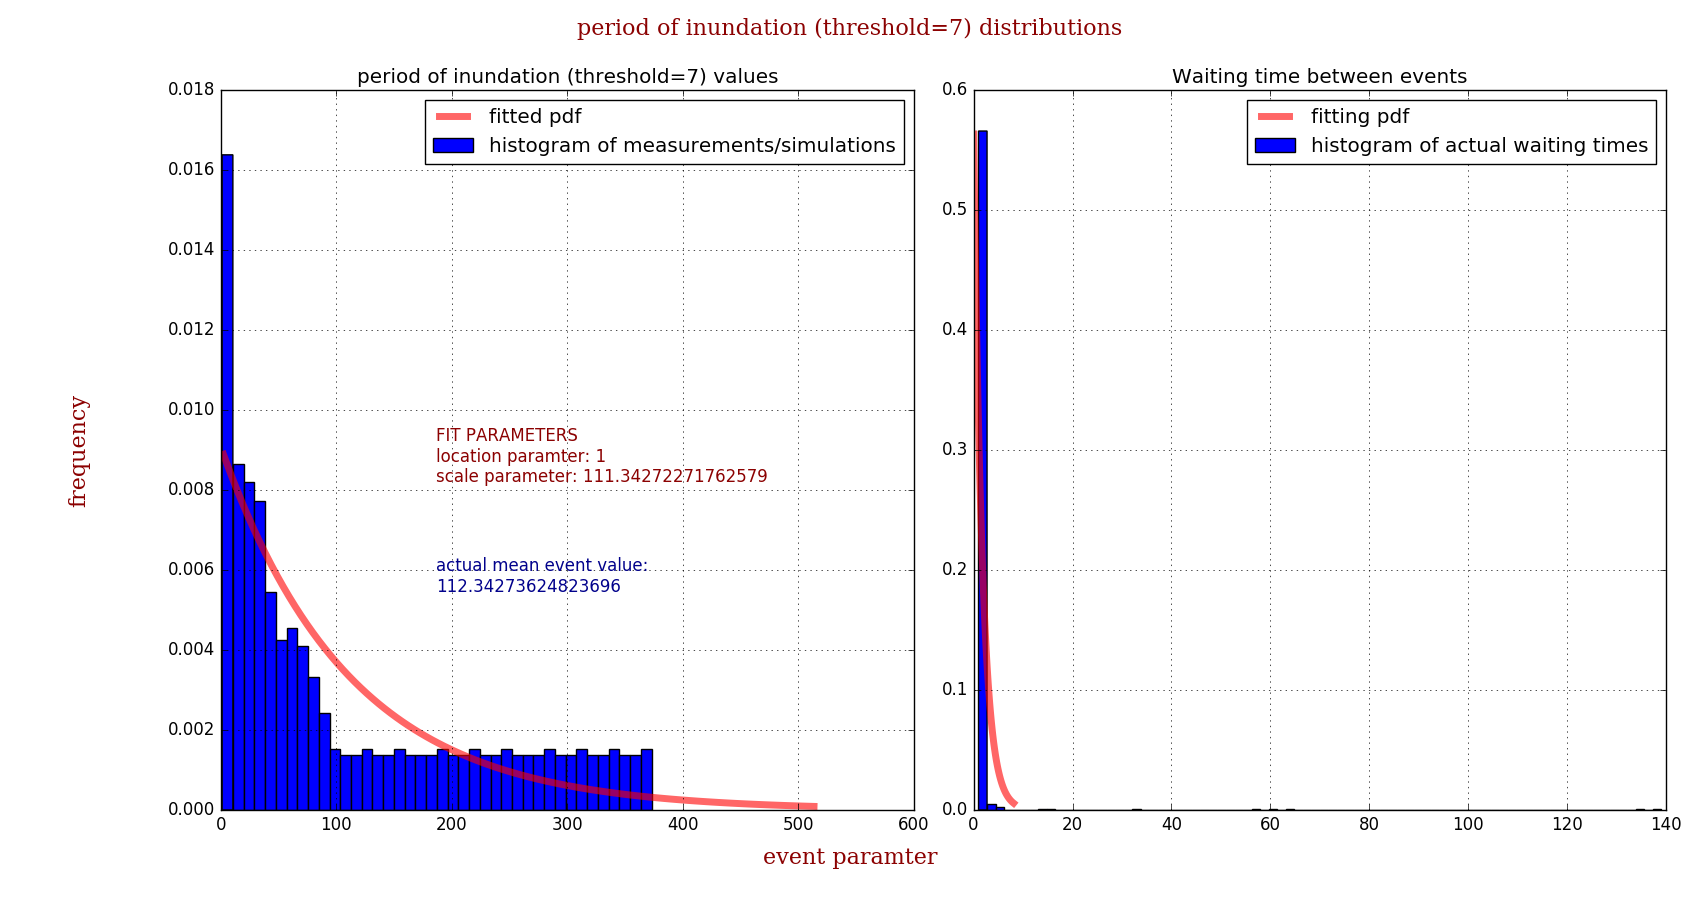 period of inundation (threshold=7) distributions
period of inundation (threshold=7) values
0.018
0.016
0.014
0.012
0.010
0.008
0.006
0.004
0.002
0.000
0 100 200 300 400 500 600
fitted pdf
histogram of measurements/simulations
FIT PARAMETERS
location paramter: 1
scale parameter: 111.34272271762579
actual mean event value:
112.34273624823696
frequency
Waiting time between events
0.6
0.5
0.4
0.3
0.2
0.1
0.0
0 20 40 60 80 100 120 140
fitting pdf
histogram of actual waiting times
event paramter